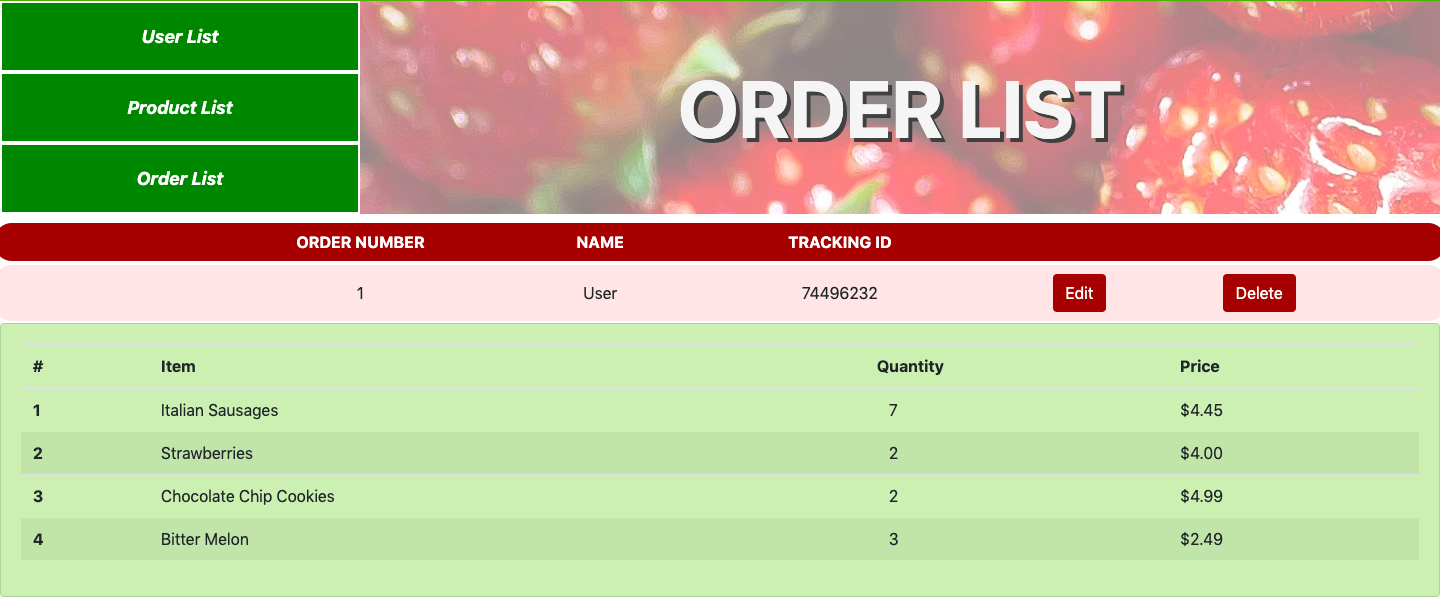 User List
Product List
Order List
ORDER LIST
ORDER NUMBER NAME TRACKING ID
1 User 74496232 Edit Delete
# Item Quantity Price
1 Italian Sausages 7 $4.45
2 Strawberries 2 $4.00
3 Chocolate Chip Cookies 2 $4.99
4 Bitter Melon 3 $2.49